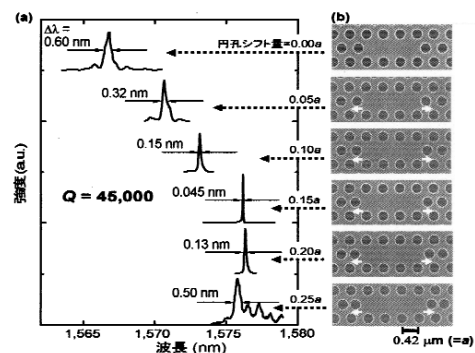 (a)
(b)
Δλ =
0.60 nm
円孔シフト量=0.00a
0.32 nm
0.05a
0.15 nm
0.10a
Q = 45,000
0.045 nm
0.15a
0.13 nm
0.20a
0.50 nm
0.25a
強度(a.u.)
1,565
1,570
1,575
1,580
波長 (nm)
0.42 μm (=a)